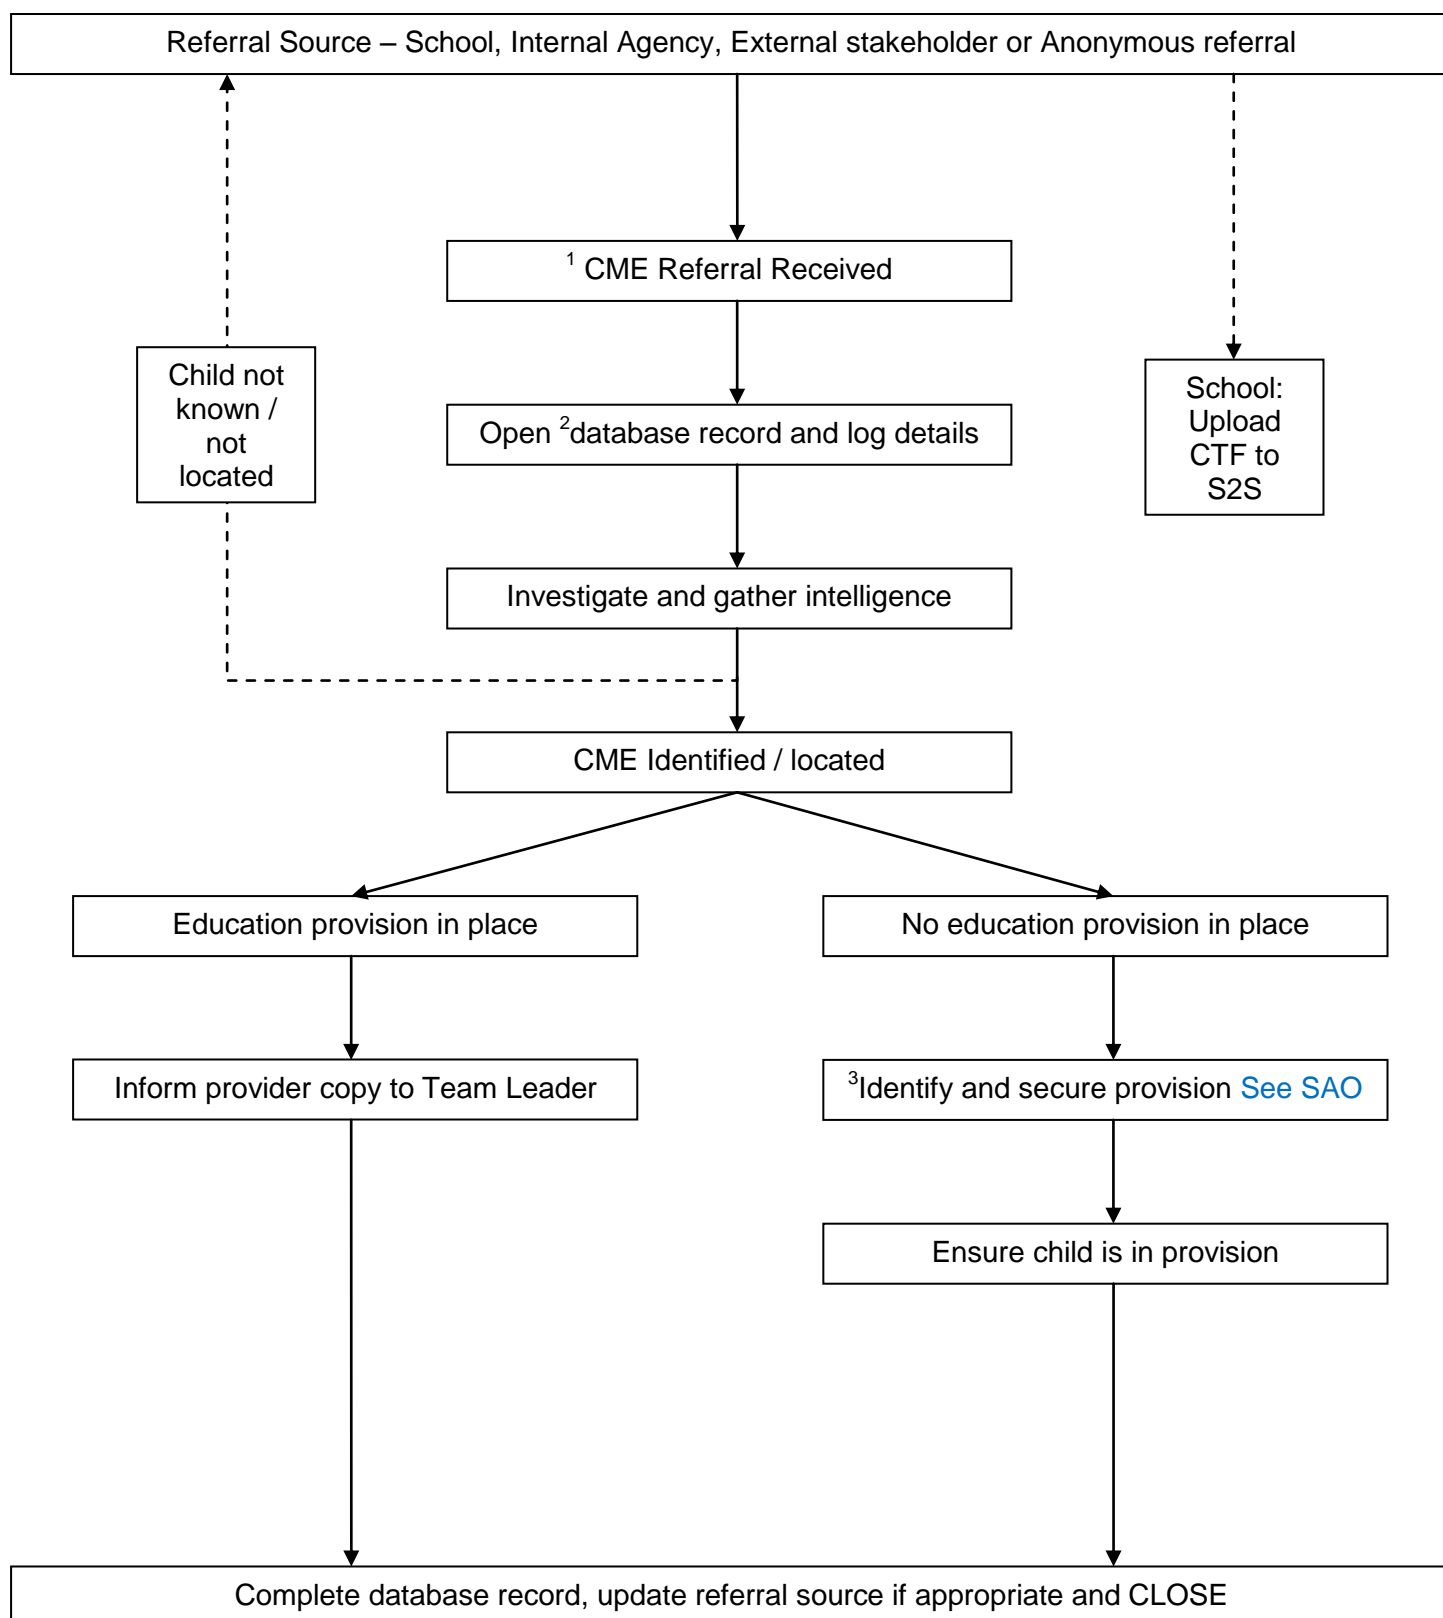 Referral Source – School, Internal Agency, External stakeholder or Anonymous referral
¹ CME Referral Received
Child not
known /
not
located
School:
Upload
CTF to
S2S
Open ²database record and log details
Investigate and gather intelligence
CME Identified / located
Education provision in place
No education provision in place
Inform provider copy to Team Leader
³Identify and secure provision See SAO
Ensure child is in provision
Complete database record, update referral source if appropriate and CLOSE